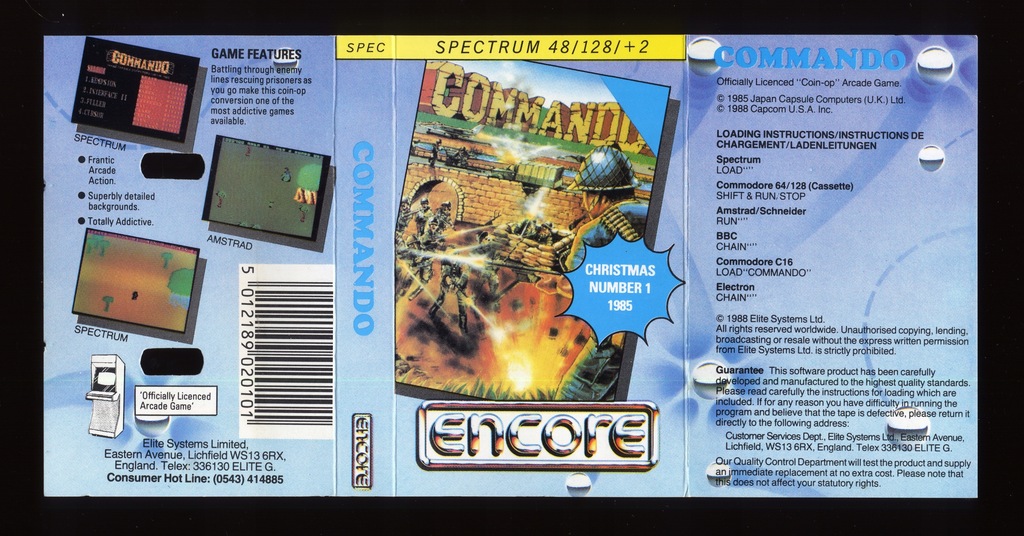 COMMANDO
1.KEMPSTON
2.INTERFACE II
3.FULLER
4.CURSOR
SPECTRUM
GAME FEATURES
Battling through enemy
lines rescuing prisoners as
you go make this coin-op
conversion one of the
most addictive games
available.
● Frantic
Arcade
Action.
● Superbly detailed
backgrounds.
● Totally Addictive.
AMSTRAD
SPECTRUM
5 012189 020101
'Officially Licenced
Arcade Game'
Elite Systems Limited,
Eastern Avenue, Lichfield WS13 6RX,
England. Telex: 336130 ELITE G.
Consumer Hot Line: (0543) 414885
SPEC
COMMANDO
encore
SPECTRUM 48/128/+2
COMMANDO
CHRISTMAS
NUMBER 1
1985
encore
COMMANDO
Officially Licenced "Coin-op" Arcade Game.
© 1985 Japan Capsule Computers (U.K.) Ltd.
© 1988 Capcom U.S.A. Inc.
LOADING INSTRUCTIONS/INSTRUCTIONS DE
CHARGEMENT/LADENLEITUNGEN
Spectrum
LOAD""
Commodore 64/128 (Cassette)
SHIFT & RUN/STOP
Amstrad/Schneider
RUN""
BBC
CHAIN""
Commodore C16
LOAD"COMMANDO"
Electron
CHAIN""
© 1988 Elite Systems Ltd.
All rights reserved worldwide. Unauthorised copying, lending,
broadcasting or resale without the express written permission
from Elite Systems Ltd. is strictly prohibited.
Guarantee This software product has been carefully
developed and manufactured to the highest quality standards.
Please read carefully the instructions for loading which are
included. If for any reason you have difficulty in running the
program and believe that the tape is defective, please return it
directly to the following address:
Customer Services Dept., Elite Systems Ltd., Eastern Avenue,
Lichfield, WS13 6RX, England. Telex 336130 ELITE G.
Our Quality Control Department will test the product and supply
an immediate replacement at no extra cost. Please note that
this does not affect your statutory rights.